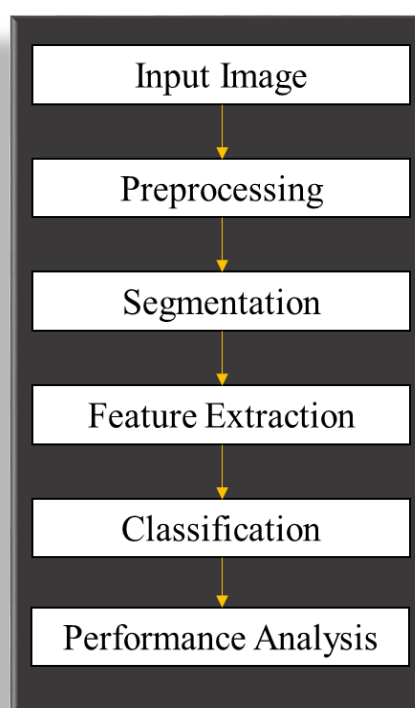 Input Image
Preprocessing
Segmentation
Feature Extraction
Classification
Performance Analysis